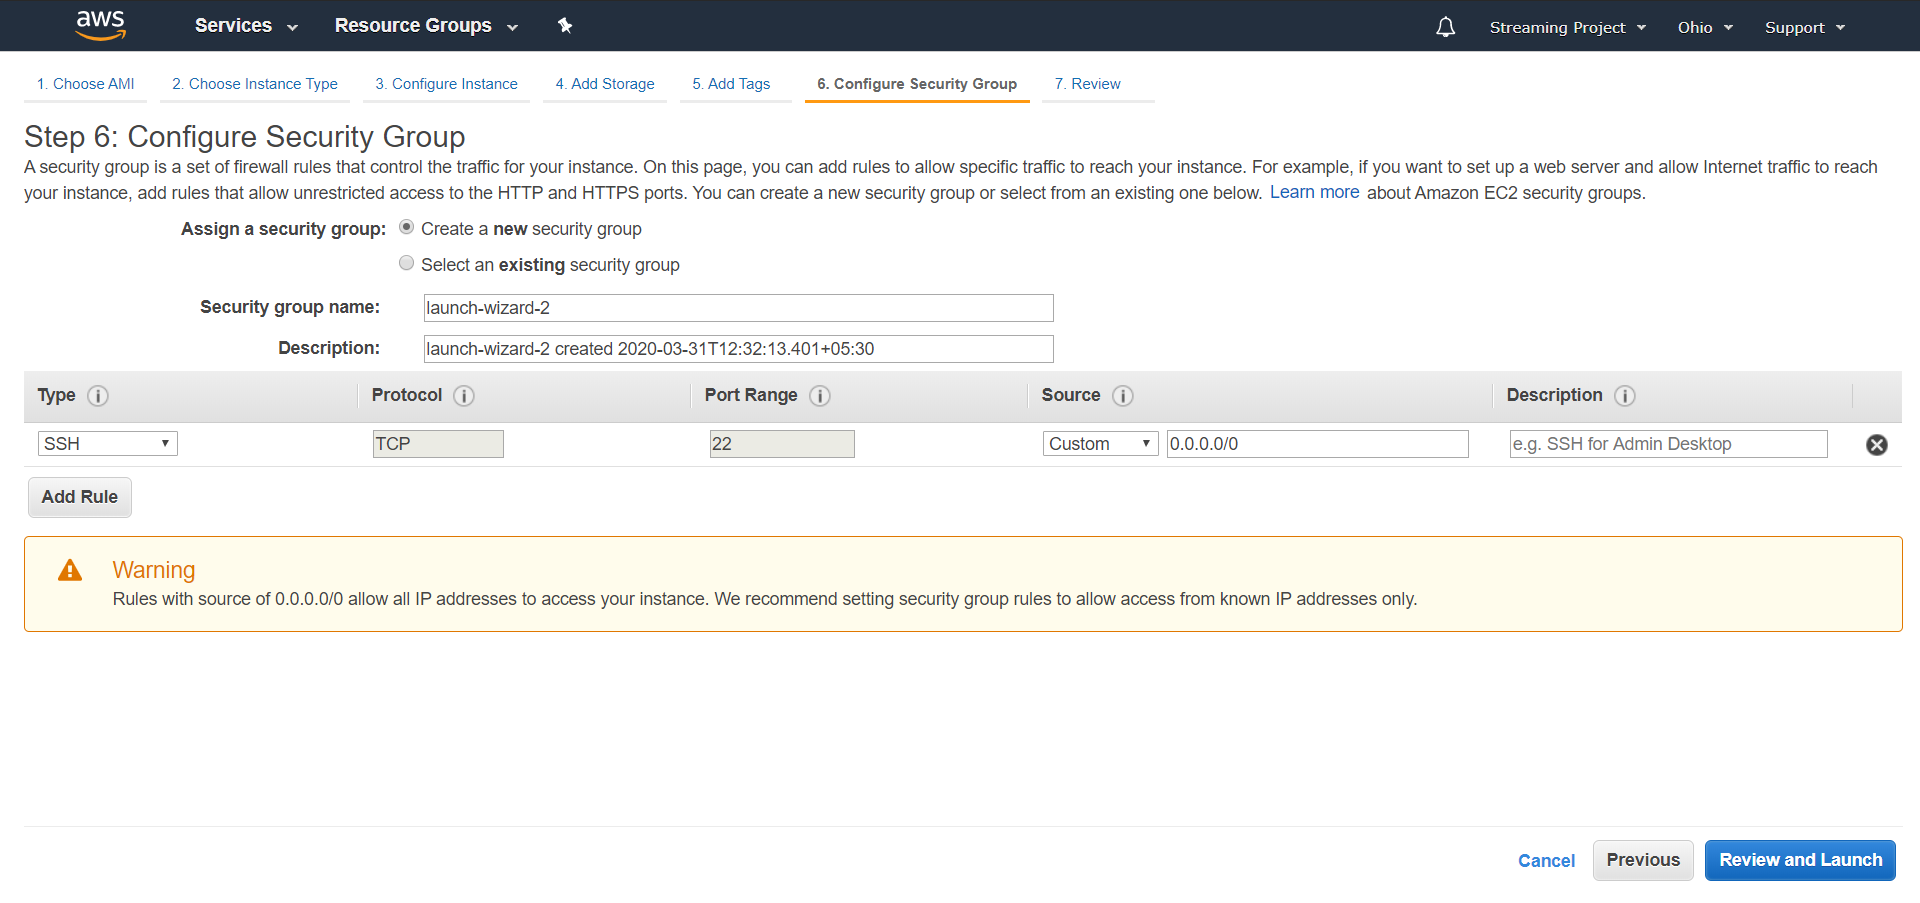 aws Services Resource Groups Streaming Project Ohio Support
1. Choose AMI 2. Choose Instance Type 3. Configure Instance 4. Add Storage 5. Add Tags 6. Configure Security Group 7. Review
Step 6: Configure Security Group
A security group is a set of firewall rules that control the traffic for your instance. On this page, you can add rules to allow specific traffic to reach your instance. For example, if you want to set up a web server and allow Internet traffic to reach
your instance, add rules that allow unrestricted access to the HTTP and HTTPS ports. You can create a new security group or select from an existing one below. Learn more about Amazon EC2 security groups.
Assign a security group: Create a new security group
Select an existing security group
Security group name: launch-wizard-2
Description: launch-wizard-2 created 2020-03-31T12:32:13.401+05:30
Type i Protocol i Port Range i Source i Description i
SSH TCP 22 Custom 0.0.0.0/0 e.g. SSH for Admin Desktop
Add Rule
Warning
Rules with source of 0.0.0.0/0 allow all IP addresses to access your instance. We recommend setting security group rules to allow access from known IP addresses only.
Cancel Previous Review and Launch